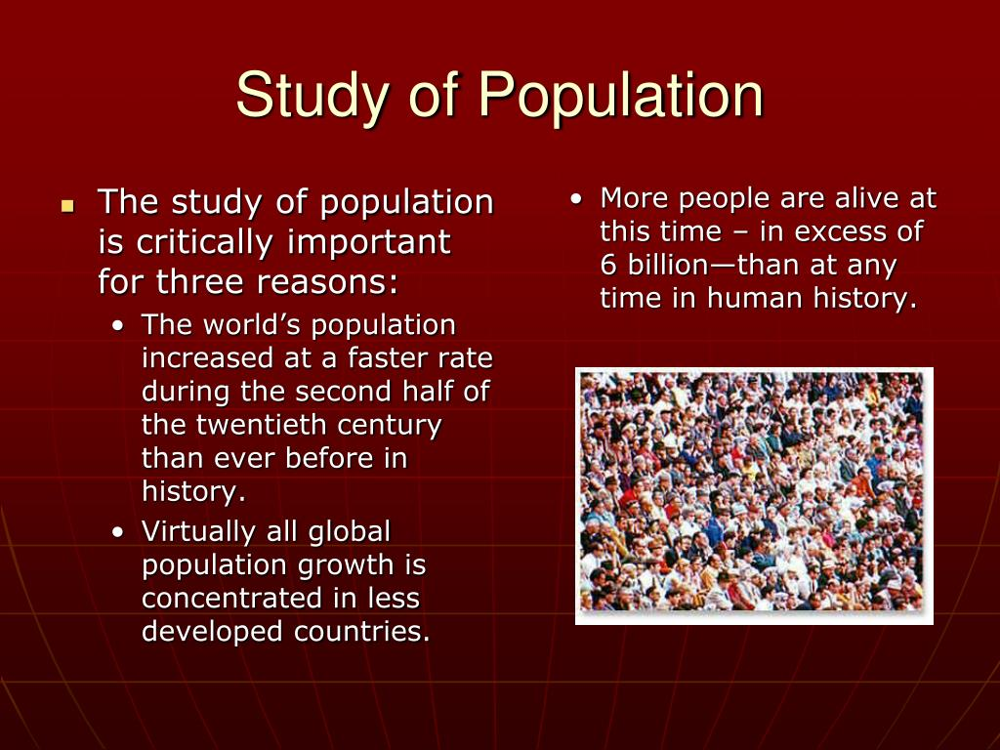 Study of Population
The study of population
is critically important
for three reasons:
• The world’s population
increased at a faster rate
during the second half of
the twentieth century
than ever before in
history.
• Virtually all global
population growth is
concentrated in less
developed countries.
• More people are alive at
this time – in excess of
6 billion—than at any
time in human history.